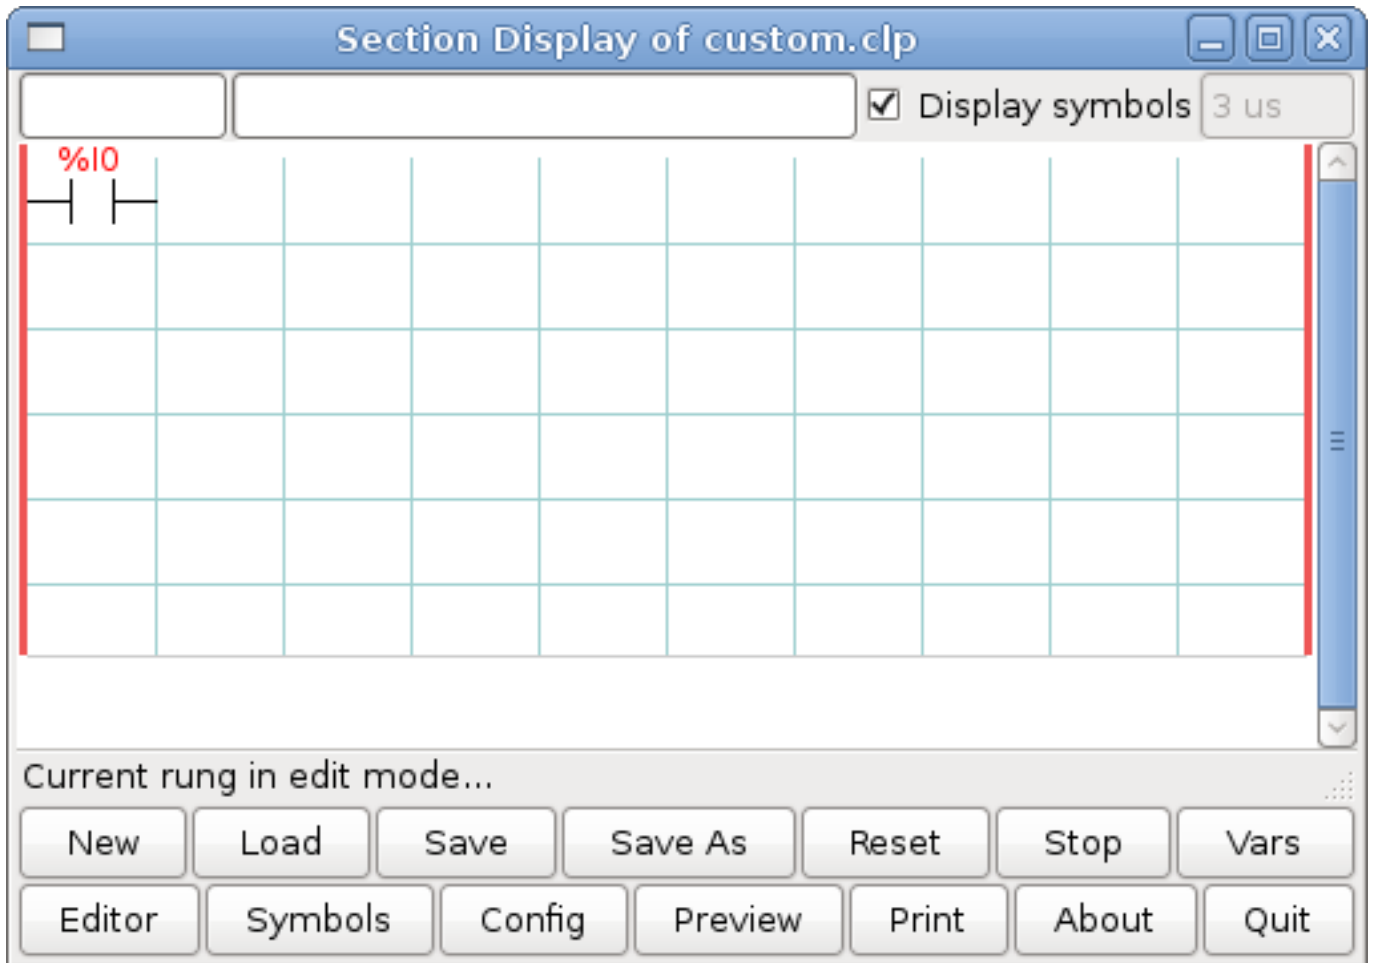 Section Display of custom.clp
Display symbols 3 us
%I0
Current rung in edit mode...
New Load Save Save As Reset Stop Vars
Editor Symbols Config Preview Print About Quit